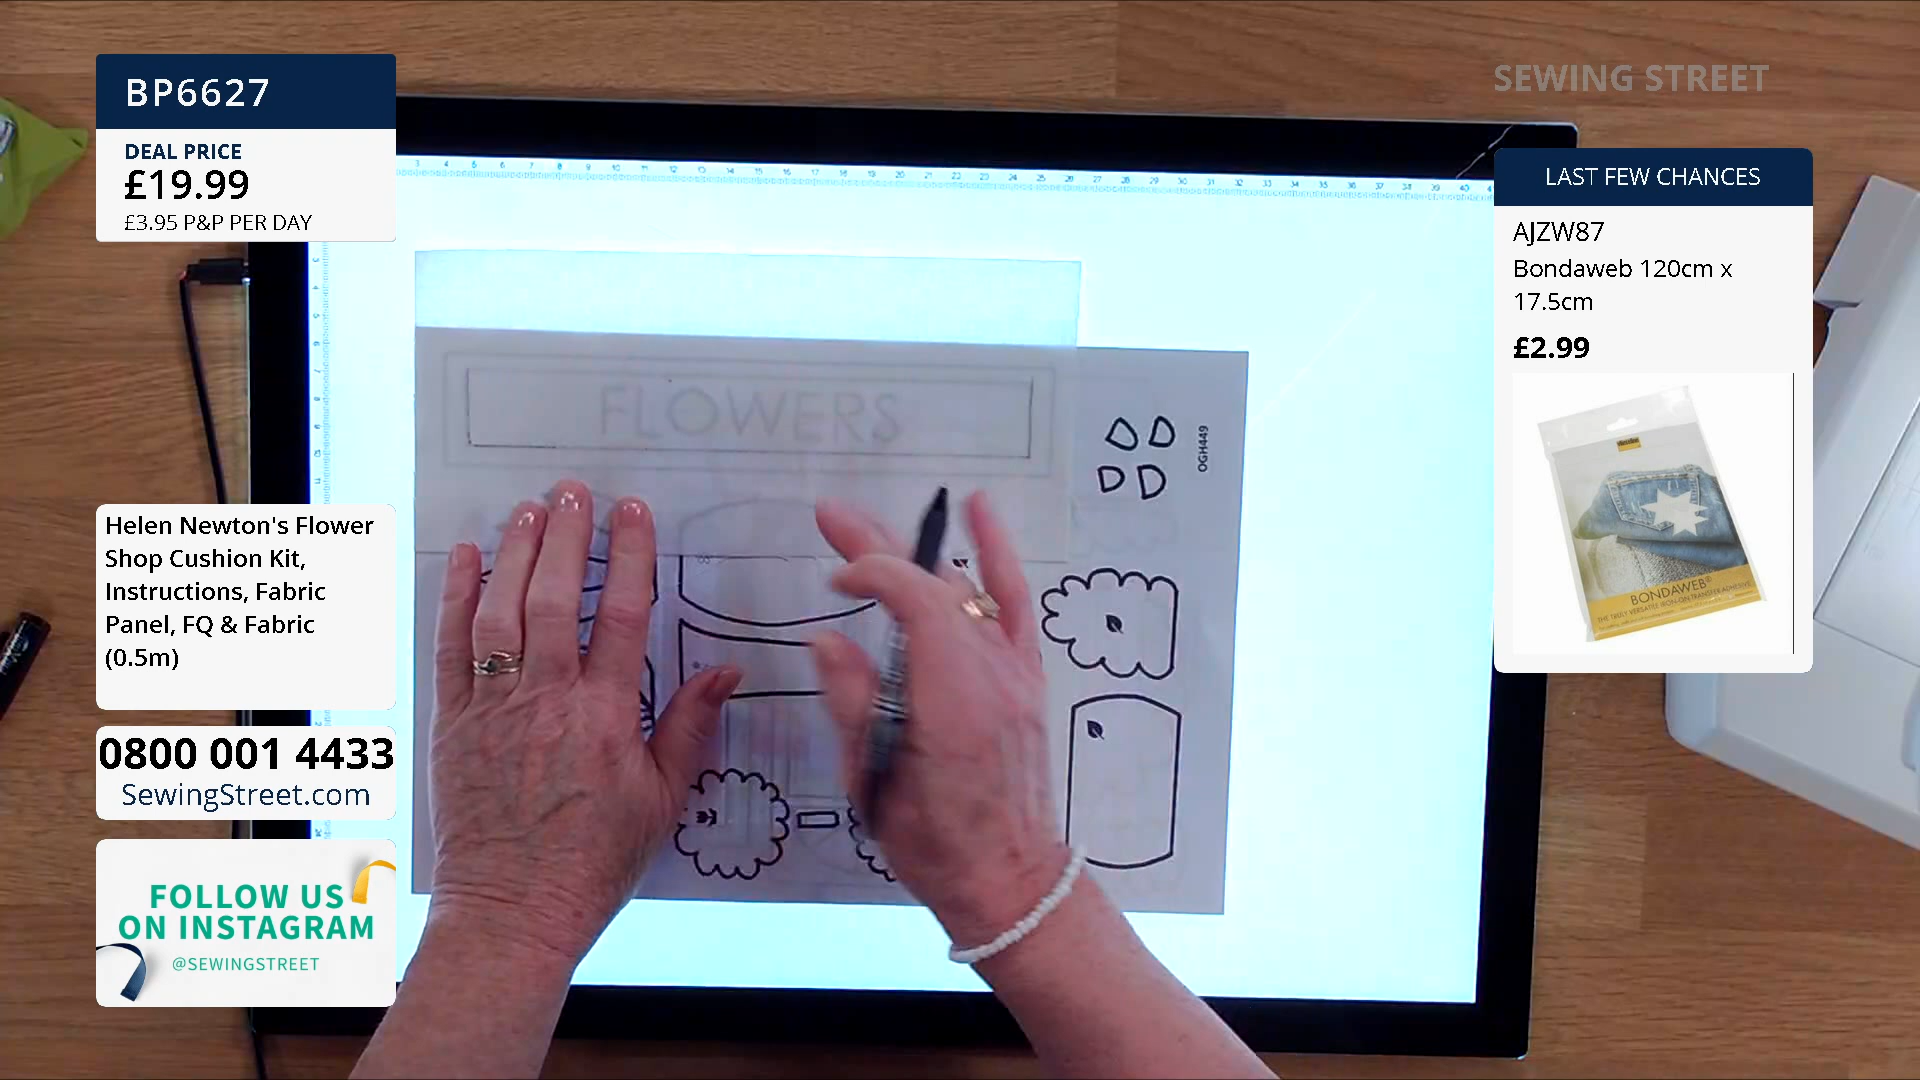 BP6627
DEAL PRICE
£19.99
£3.95 P&P PER DAY
SEWING STREET
LAST FEW CHANCES
AJZW87
Bondaweb 120cm x
17.5cm
£2.99
BONDAWEB®
FLOWERS
OGH449
Helen Newton's Flower
Shop Cushion Kit,
Instructions, Fabric
Panel, FQ & Fabric
(0.5m)
0800 001 4433
SewingStreet.com
FOLLOW US
ON INSTAGRAM
@SEWINGSTREET